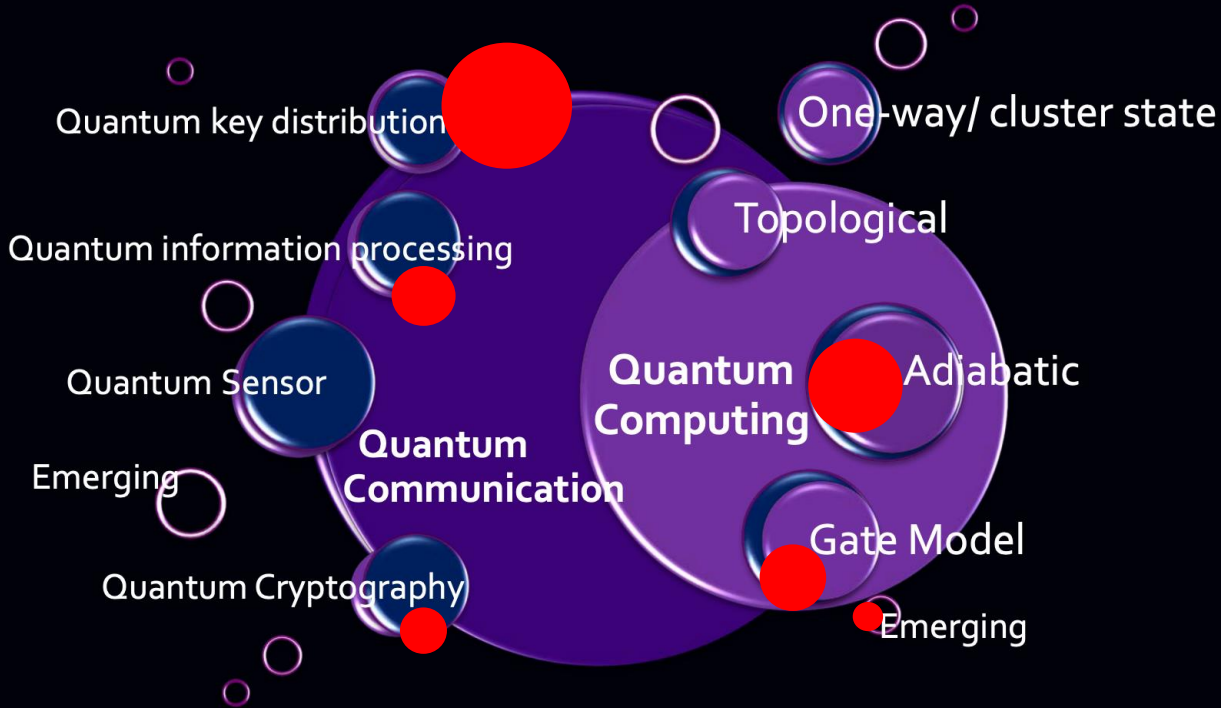 Quantum key distribution
One-way/ cluster state
Topological
Quantum information processing
Quantum Sensor
Quantum
Computing
Adiabatic
Quantum
Communication
Emerging
Gate Model
Quantum Cryptography
Emerging